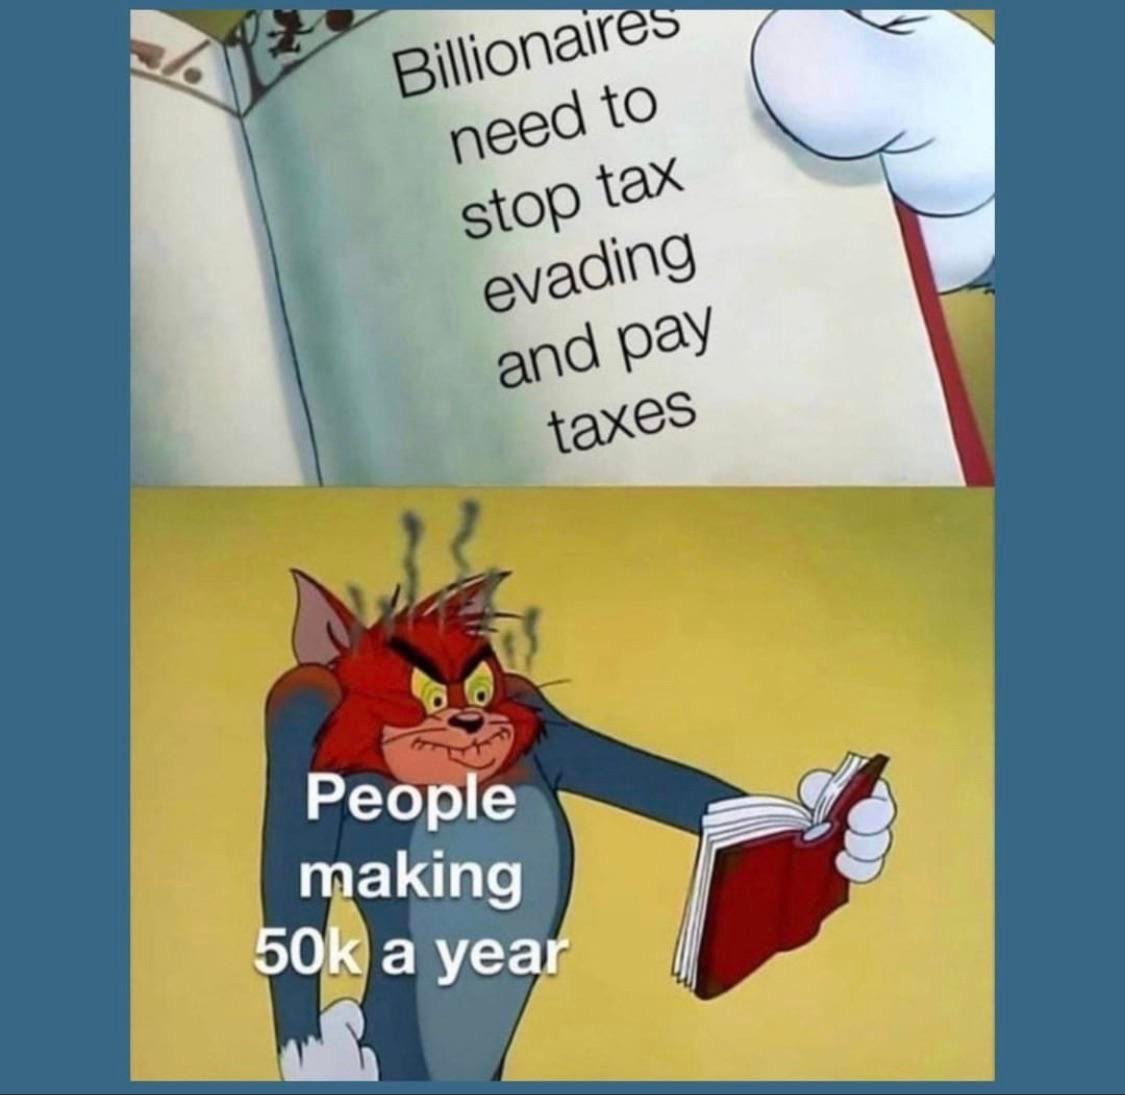 Billionaires
need to
stop tax
evading
and pay
taxes
People
making
50k a year